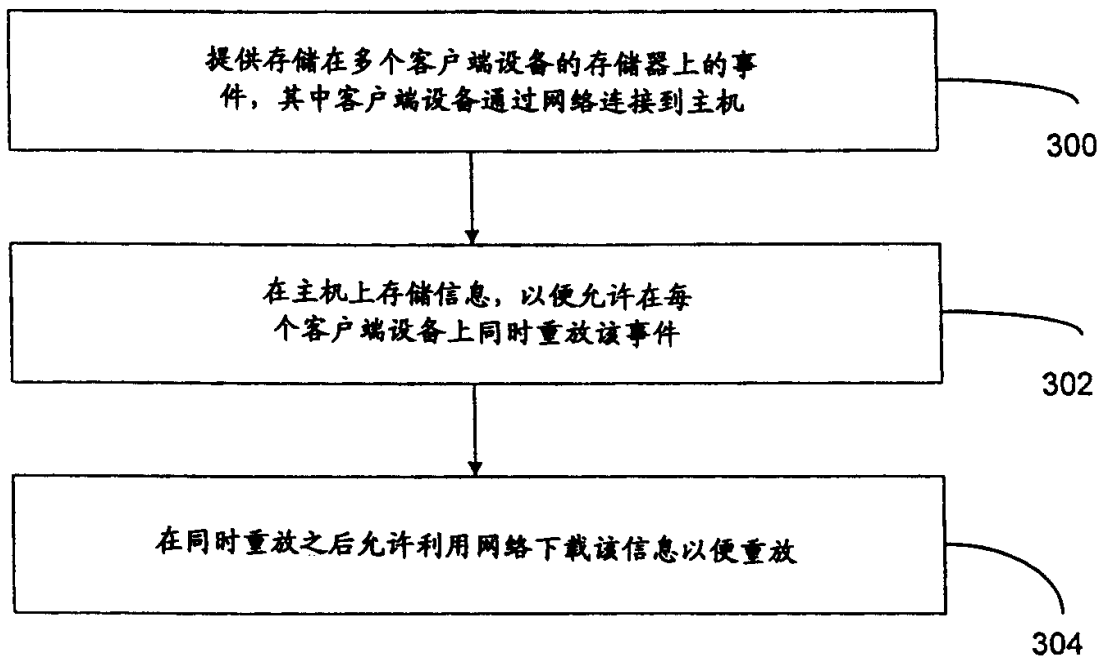 提供存储在多个客户端设备的存储器上的事
件，其中客户端设备通过网络连接到主机
300
在主机上存储信息，以便允许在每
个客户端设备上同时重放该事件
302
在同时重放之后允许利用网络下载该信息以便重放
304